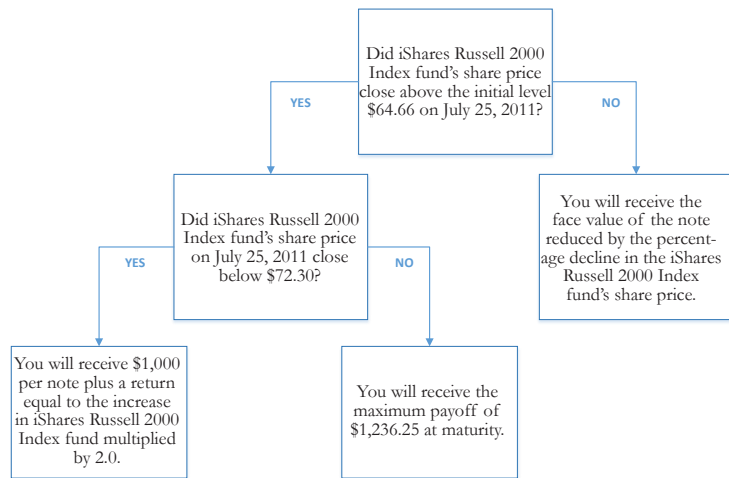 Did iShares Russell 2000
Index fund's share price
close above the initial level
$64.66 on July 25, 2011?
YES
NO
Did iShares Russell 2000
Index fund's share price
on July 25, 2011 close
below $72.30?
You will receive the
face value of the note
reduced by the percent-
age decline in the iShares
Russell 2000 Index
fund's share price.
YES
NO
You will receive $1,000
per note plus a return
equal to the increase
in iShares Russell 2000
Index fund multiplied
by 2.0.
You will receive the
maximum payoff of
$1,236.25 at maturity.